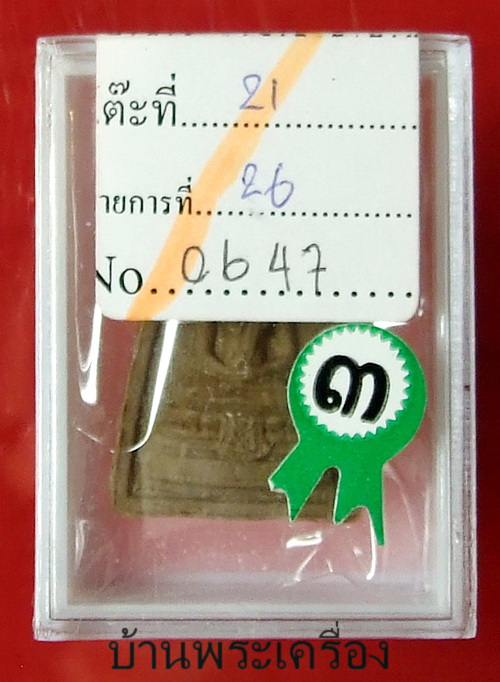 ต๊ะที่ 21
ายการที่ 26
No 0647
๓
บ้านพระเครื่อง